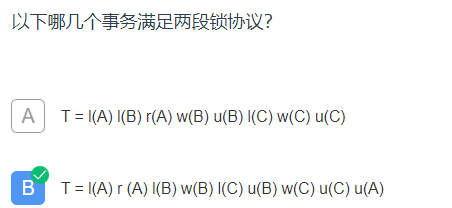 以下哪几个事务满足两段锁协议？
A
T = l(A) l(B) r(A) w(B) u(B) l(C) w(C) u(C)
B
T = l(A) r (A) l(B) w(B) l(C) u(B) w(C) u(C) u(A)